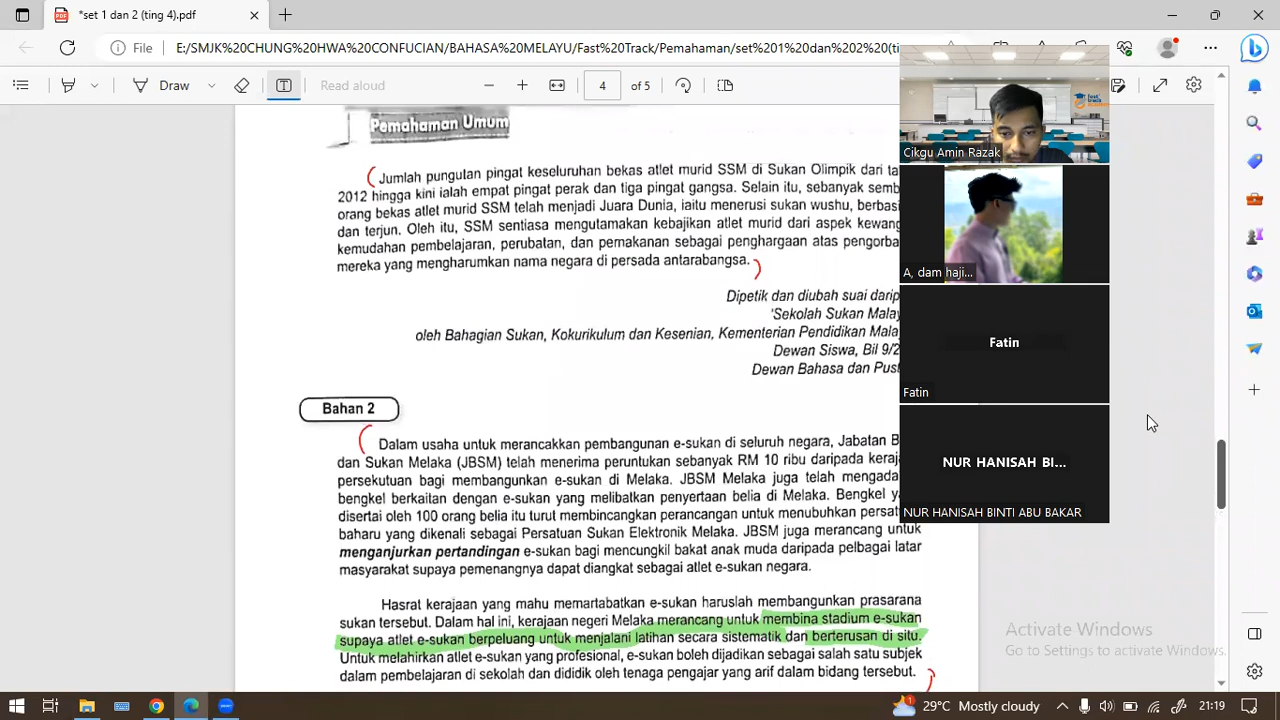 *set 1 dan 2 (ting 4).pdf
File
E:/SMJK%20CHUNG%20HWA%20CONFUCIAN/BAHASA%20MELAYU/Fast%20Track/Pemahaman/set%201%20dan%202%20(ti
Draw
Read aloud
4
of 5
Pemahaman Umum
Jumlah pungutan pingat keseluruhan bekas atlet murid SSM di Sukan Olimpik dari ta
2012 hingga kini ialah empat pingat perak dan tiga pingat gangsa. Selain itu, sebanyak semb
orang bekas atlet murid SSM telah menjadi Juara Dunia, iaitu menerusi sukan wushu, berbasi
dan terjun. Oleh itu, SSM sentiasa mengutamakan kebajikan atlet murid dari aspek kewang
kemudahan pembelajaran, perubatan, dan pemakanan sebagai penghargaan atas pengorba
mereka yang mengharumkan nama negara di persada antarabangsa.
Dipetik dan diubah suai darip
'Sekolah Sukan Malay
oleh Bahagian Sukan, Kokurikulum dan Kesenian, Kementerian Pendidikan Malay
Dewan Siswa, Bil 9/2
Dewan Bahasa dan Pust
Bahan 2
Dalam usaha untuk merancakkan pembangunan e-sukan di seluruh negara, Jabatan B
dan Sukan Melaka (JBSM) telah menerima peruntukan sebanyak RM 10 ribu daripada keraja
persekutuan bagi membangunkan e-sukan di Melaka. JBSM Melaka juga telah mengada
bengkel berkaitan dengan e-sukan yang melibatkan penyertaan belia di Melaka. Bengkel ya
disertai oleh 100 orang belia itu turut membincangkan perancangan untuk menubuhkan persat
baharu yang dikenali sebagai Persatuan Sukan Elektronik Melaka. JBSM juga merancang untuk
menganjurkan pertandingan e-sukan bagi mencungkil bakat anak muda daripada pelbagai latar
masyarakat supaya pemenangnya dapat diangkat sebagai atlet e-sukan negara.
Hasrat kerajaan yang mahu memartabatkan e-sukan haruslah membangunkan prasarana
sukan tersebut. Dalam hal ini, kerajaan negeri Melaka merancang untuk membina stadium e-sukan
supaya atlet e-sukan berpeluang untuk menjalani latihan secara sistematik dan berterusan di situ.
Untuk melahirkan atlet e-sukan yang profesional, e-sukan boleh dijadikan sebagai salah satu subjek
dalam pembelajaran di sekolah dan dididik oleh tenaga pengajar yang arif dalam bidang tersebut.
Cikgu Amin Razak
A, dam haji...
Fatin
Fatin
NUR HANISAH BI...
NUR HANISAH BINTI ABU BAKAR
Activate Windows
Go to Settings to activate Windows.
29°C Mostly cloudy
21:19